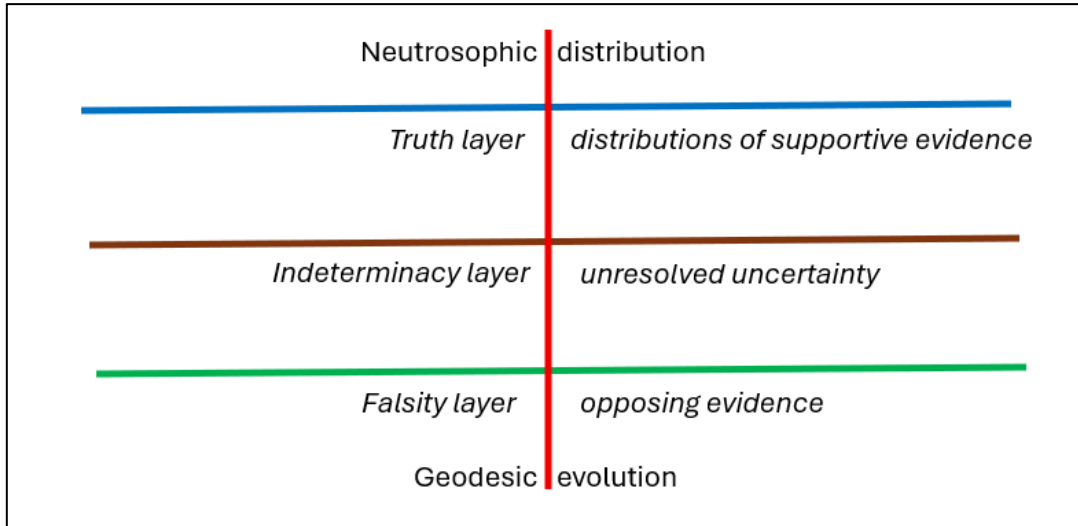 Neutrosophic distribution
Truth layer distributions of supportive evidence
Indeterminacy layer unresolved uncertainty
Falsity layer opposing evidence
Geodesic evolution